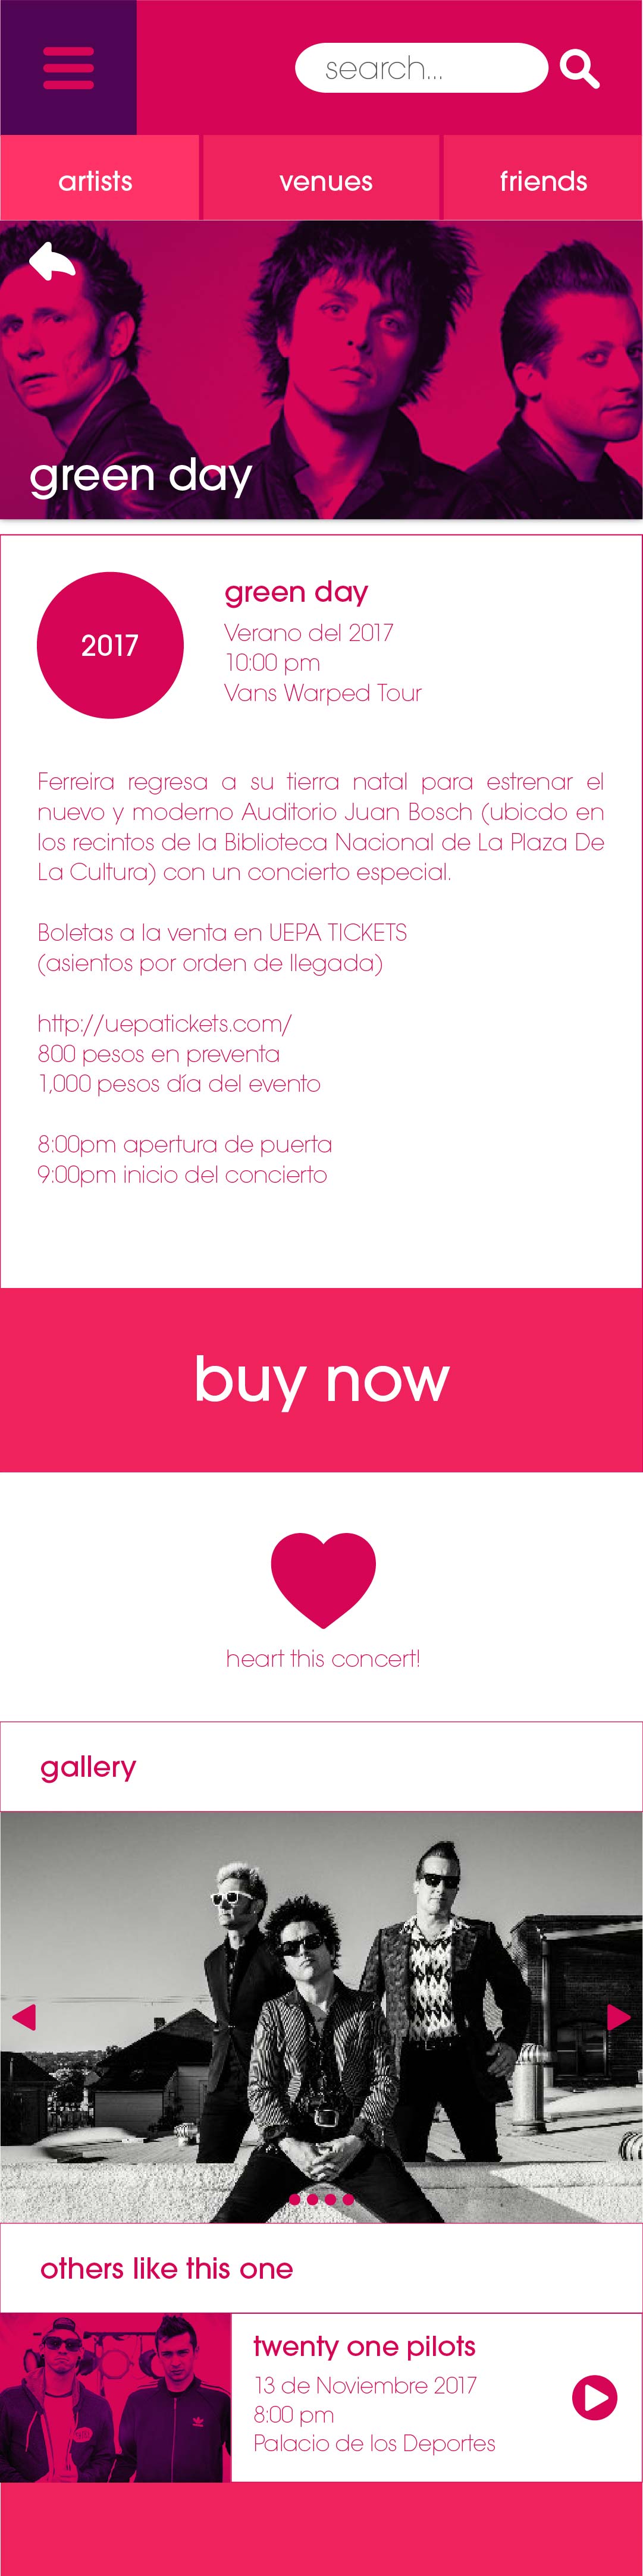 search...
artists
venues
friends
green day
2017
green day
Verano del 2017
10:00 pm
Vans Warped Tour
Ferreira regresa a su tierra natal para estrenar el
nuevo y moderno Auditorio Juan Bosch (ubicdo en
los recintos de la Biblioteca Nacional de La Plaza De
La Cultura) con un concierto especial.
Boletas a la venta en UEPA TICKETS
(asientos por orden de llegada)
http://uepatickets.com/
800 pesos en preventa
1,000 pesos día del evento
8:00pm apertura de puerta
9:00pm inicio del concierto
buy now
heart this concert!
gallery
others like this one
twenty one pilots
13 de Noviembre 2017
8:00 pm
Palacio de los Deportes